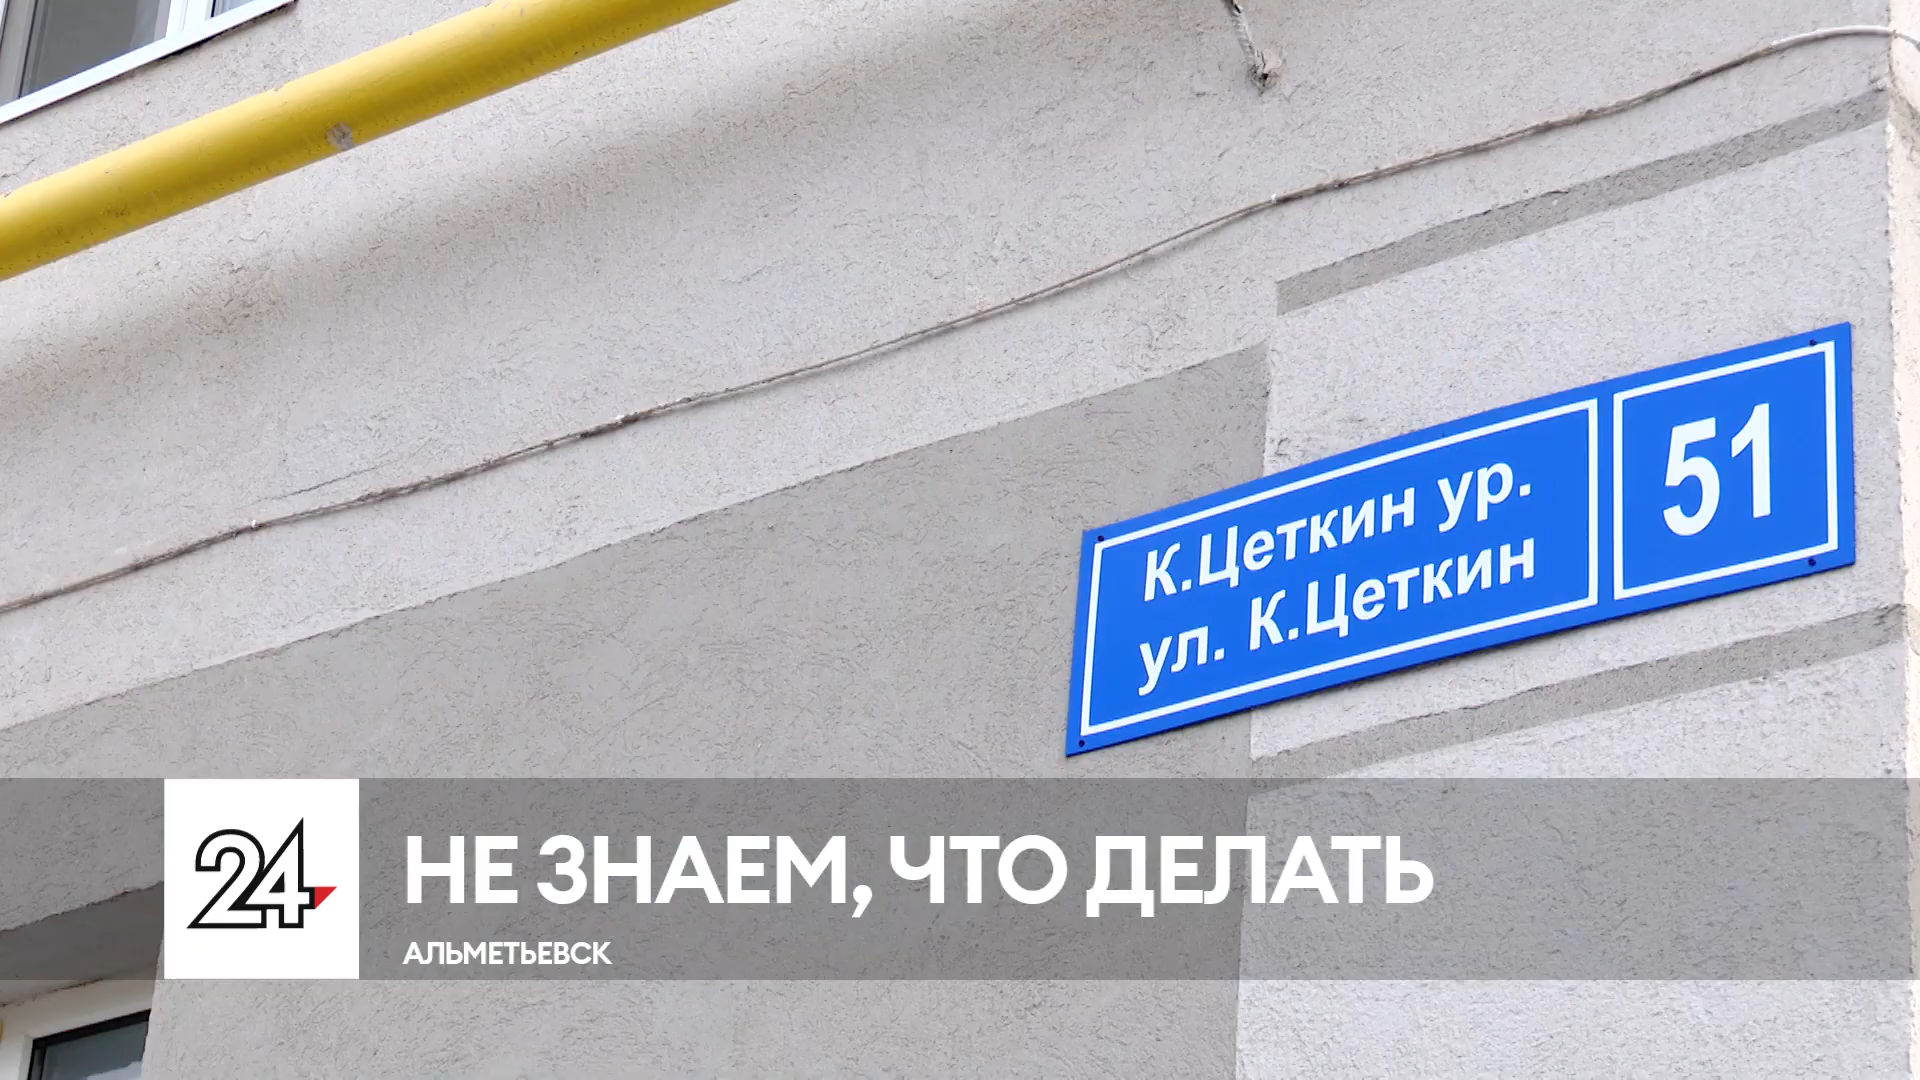 К.Цеткин ур.
ул. К.Цеткин
51
24
НЕ ЗНАЕМ, ЧТО ДЕЛАТЬ
АЛЬМЕТЬЕВСК